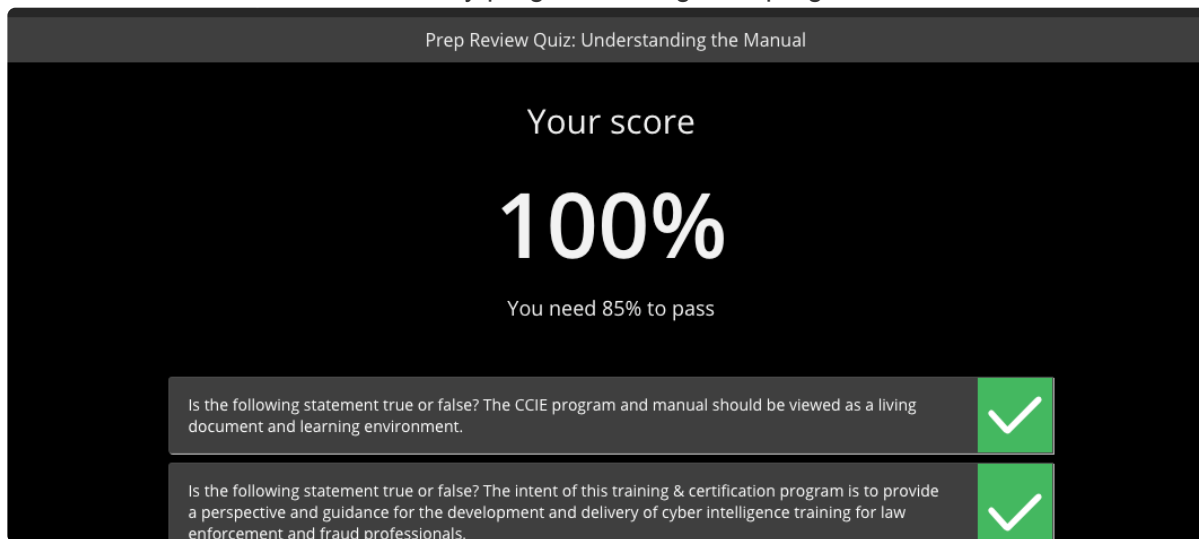 Prep Review Quiz: Understanding the Manual
Your score
100%
You need 85% to pass
Is the following statement true or false? The CCIE program and manual should be viewed as a living
document and learning environment.
Is the following statement true or false? The intent of this training & certification program is to provide
a perspective and guidance for the development and delivery of cyber intelligence training for law
enforcement and fraud professionals.